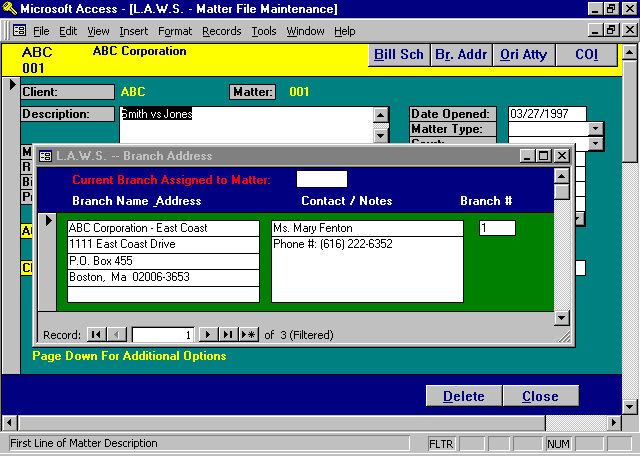 Microsoft Access - [L.A.W.S. - Matter File Maintenance]
File Edit View Insert Format Records Tools Window Help
ABC ABC Corporation
001
Bill Sch Br. Addr Ori Atty COI
Client: ABC Matter: 001
Description: Smith vs Jones Date Opened: 03/27/1997
Matter Type:
L.A.W.S. -- Branch Address
Current Branch Assigned to Matter:
Branch Name _Address Contact / Notes Branch #
ABC Corporation - East Coast Ms. Mary Fenton 1
1111 East Coast Drive Phone #: (616) 222-6352
P.O. Box 455
Boston, Ma 02006-3653
Record: 1 of 3 (Filtered)
Page Down For Additional Options
Delete Close
First Line of Matter Description FLTR NUM